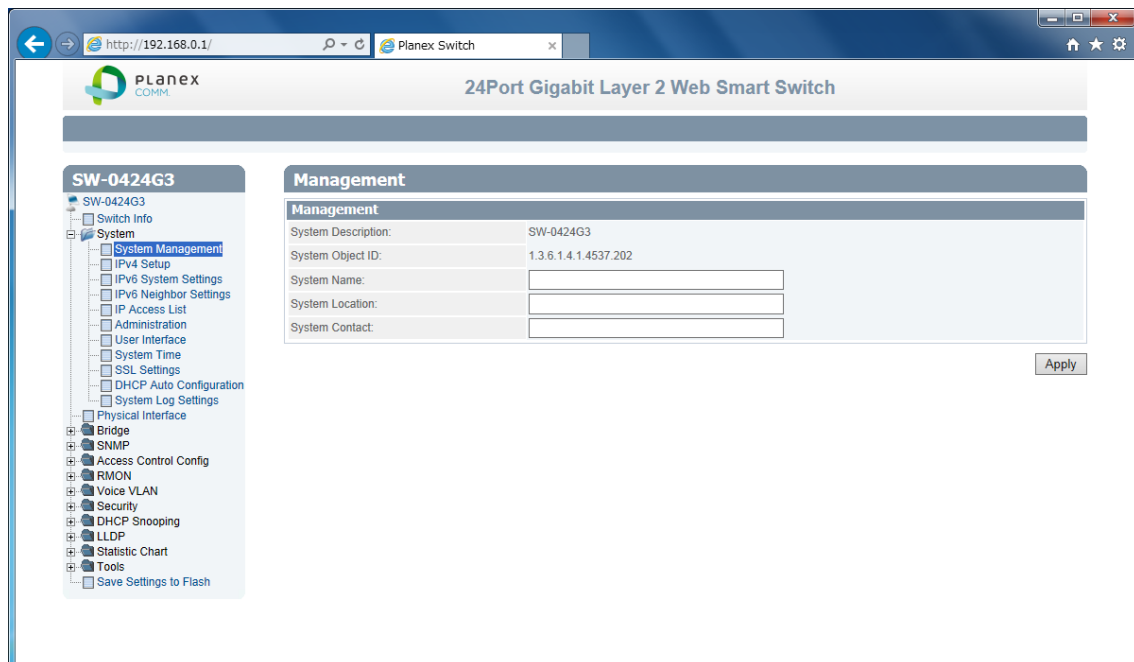 http://192.168.0.1/
Planex Switch
PLANEX
COMM.
24Port Gigabit Layer 2 Web Smart Switch
SW-0424G3
SW-0424G3
Switch Info
System
System Management
IPv4 Setup
IPv6 System Settings
IPv6 Neighbor Settings
IP Access List
Administration
User Interface
System Time
SSL Settings
DHCP Auto Configuration
System Log Settings
Physical Interface
Bridge
SNMP
Access Control Config
RMON
Voice VLAN
Security
DHCP Snooping
LLDP
Statistic Chart
Tools
Save Settings to Flash
Management
Management
System Description: SW-0424G3
System Object ID: 1.3.6.1.4.1.4537.202
System Name:
System Location:
System Contact:
Apply